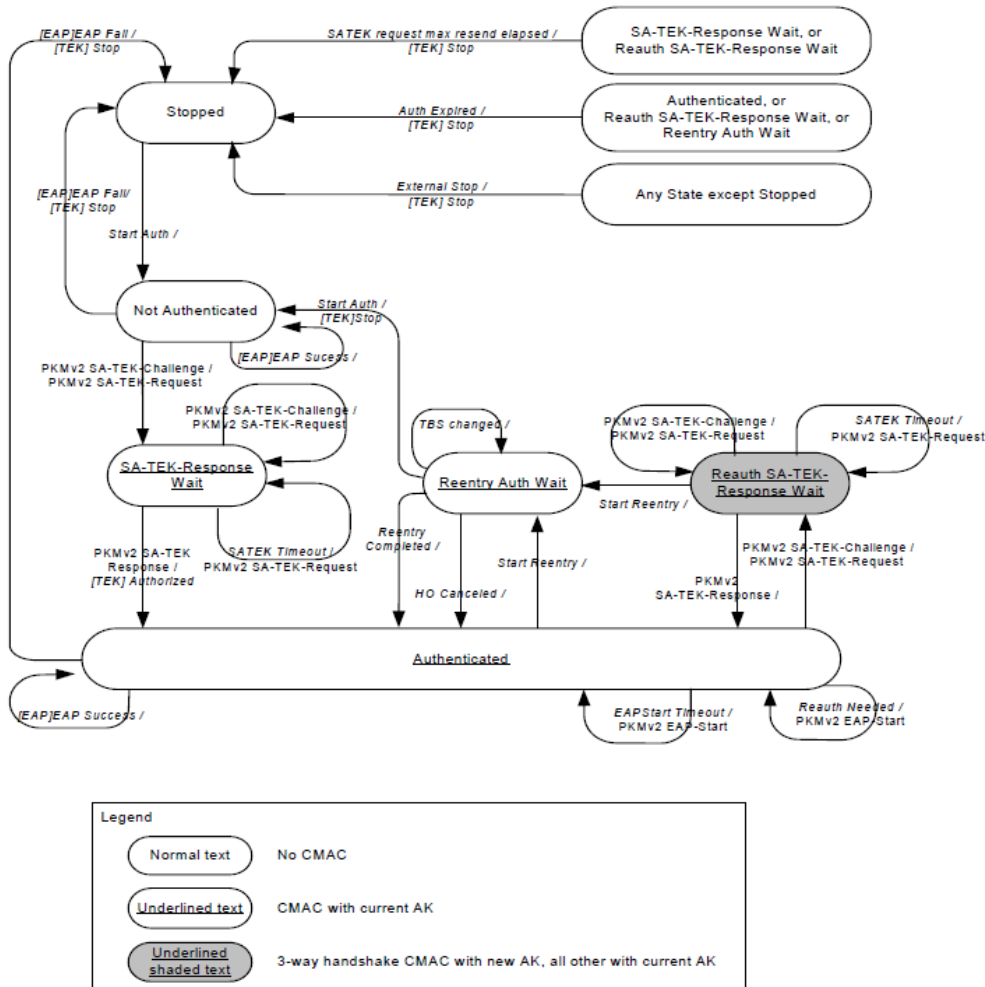 [EAP]EAP Fall /
[TEK] Stop
SATEK request max resend elapsed /
[TEK] Stop
SA-TEK-Response Wait, or
Reauth SA-TEK-Response Wait
Stopped
Auth Expired /
[TEK] Stop
Authenticated, or
Reauth SA-TEK-Response Wait, or
Reentry Auth Wait
[EAP]EAP Fall/
[TEK] Stop
External Stop /
[TEK] Stop
Any State except Stopped
Start Auth /
Not Authenticated
Start Auth /
[TEK]Stop
[EAP]EAP Sucess /
PKMv2 SA-TEK-Challenge /
PKMv2 SA-TEK-Request
PKMv2 SA-TEK-Challenge /
PKMv2 SA-TEK-Request
TBS changed /
PKMv2 SA-TEK-Challenge /
PKMv2 SA-TEK-Request
SATEK Timeout /
PKMv2 SA-TEK-Request
SA-TEK-Response
Wait
Reentry Auth Wait
Reauth SA-TEK-
Response Wait
Start Reentry /
PKMv2 SA-TEK
Response /
[TEK] Authorized
SATEK Timeout /
PKMv2 SA-TEK-Request
Reentry
Completed /
Start Reentry /
HO Canceled /
PKMv2 SA-TEK-Challenge /
PKMv2 SA-TEK-Request
PKMv2
SA-TEK-Response /
Authenticated
[EAP]EAP Success /
EAPStart Timeout /
PKMv2 EAP-Start
Reauth Needed /
PKMv2 EAP-Start
Legend
Normal text
No CMAC
Underlined text
CMAC with current AK
Underlined
shaded text
3-way handshake CMAC with new AK, all other with current AK